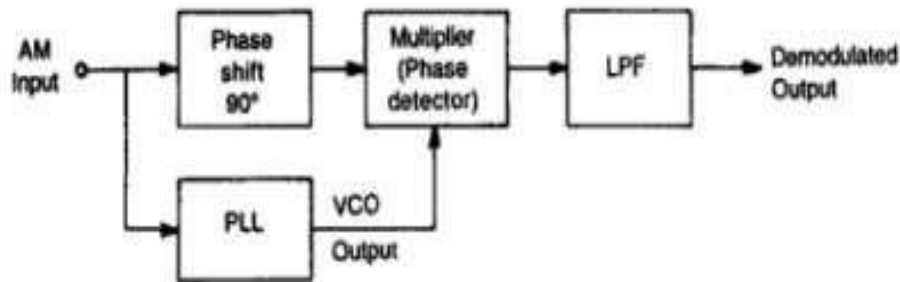 AM
Input
Phase
shift
90°
Multiplier
(Phase
detector)
LPF
Demodulated
Output
PLL
VCO
Output